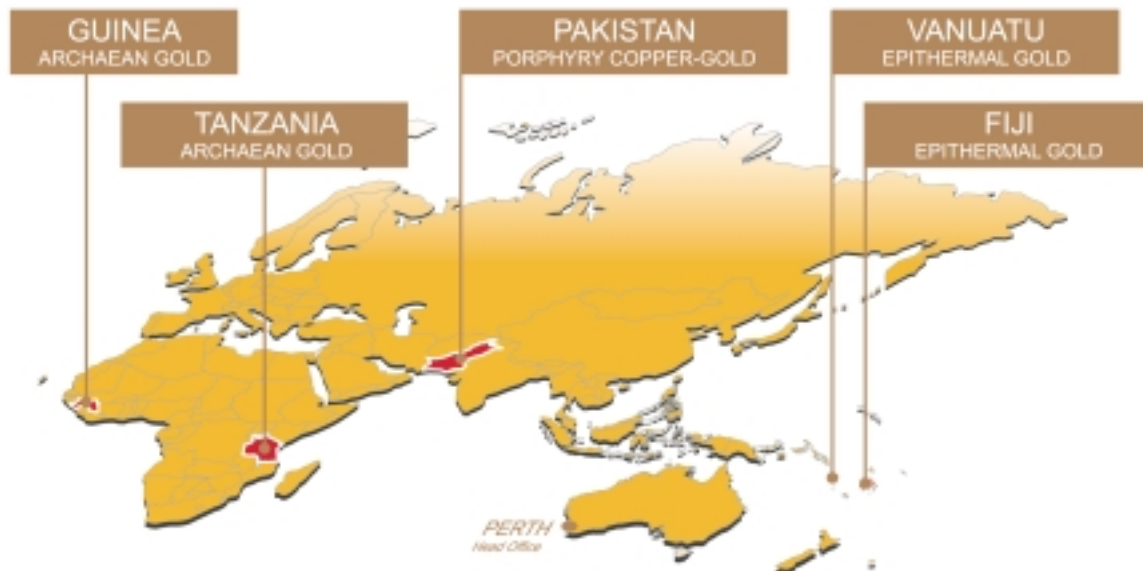 GUINEA
ARCHAEAN GOLD
PAKISTAN
PORPHYRY COPPER-GOLD
VANUATU
EPITHERMAL GOLD
TANZANIA
ARCHAEAN GOLD
FIJI
EPITHERMAL GOLD
PERTH
Head Office